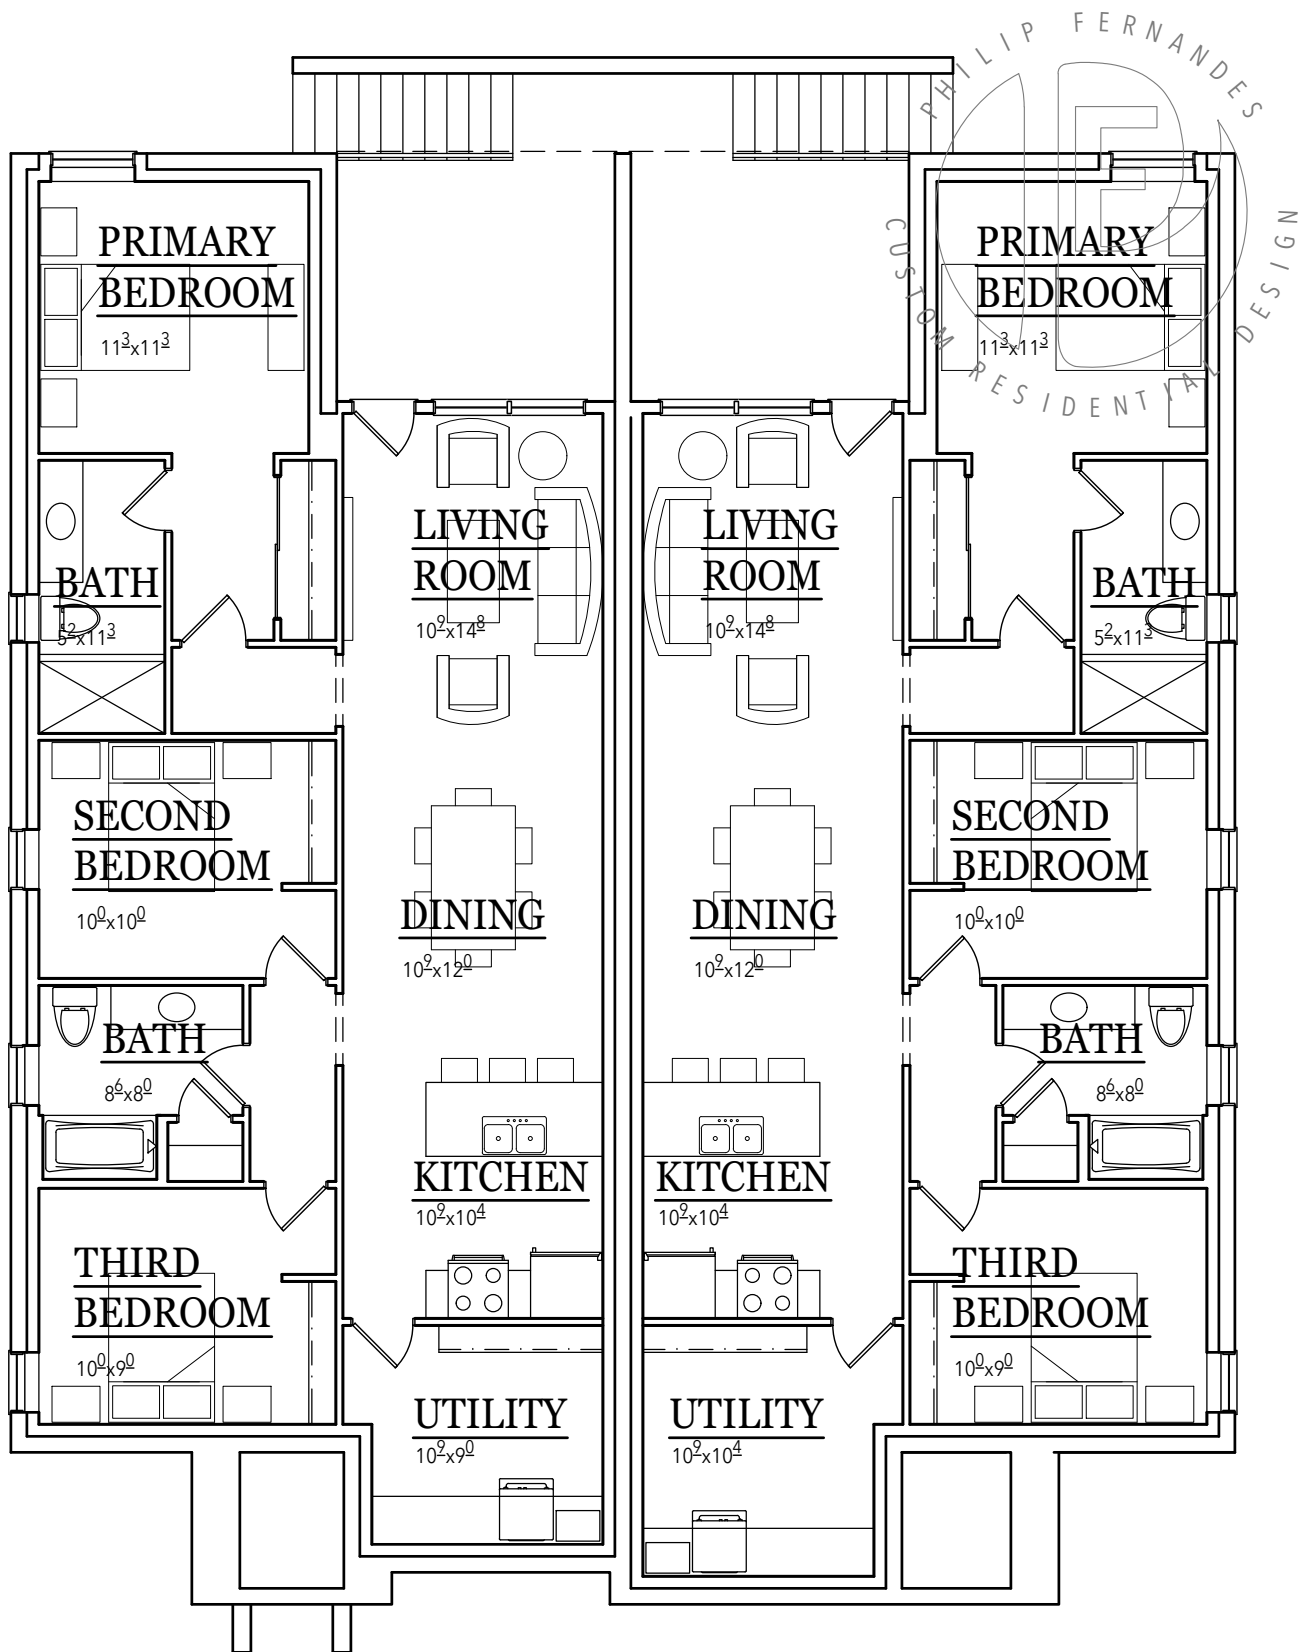 PHILIP FERNANDES
CUSTOM RESIDENTIAL DESIGN
PRIMARY
BEDROOM
11³x11³
PRIMARY
BEDROOM
11³x11³
LIVING
ROOM
10⁹x14⁸
LIVING
ROOM
10⁹x14⁸
BATH
5²x11³
BATH
5²x11³
SECOND
BEDROOM
10⁰x10⁰
DINING
10⁹x12⁰
DINING
10⁹x12⁰
SECOND
BEDROOM
10⁰x10⁰
BATH
8⁶x8⁰
BATH
8⁶x8⁰
KITCHEN
10⁹x10⁴
KITCHEN
10⁹x10⁴
THIRD
BEDROOM
10⁰x9⁰
THIRD
BEDROOM
10⁰x9⁰
UTILITY
10⁹x9⁰
UTILITY
10⁹x10⁴